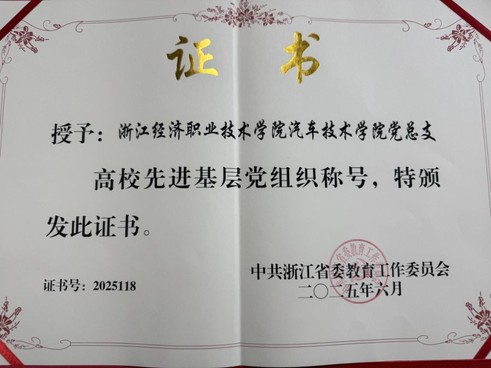 证书
授予：浙江经济职业技术学院汽车技术学院党总支
高校先进基层党组织称号，特颁
发此证书。
中共浙江省委教育工作委员会
证书号：2025118
二〇二五年六月